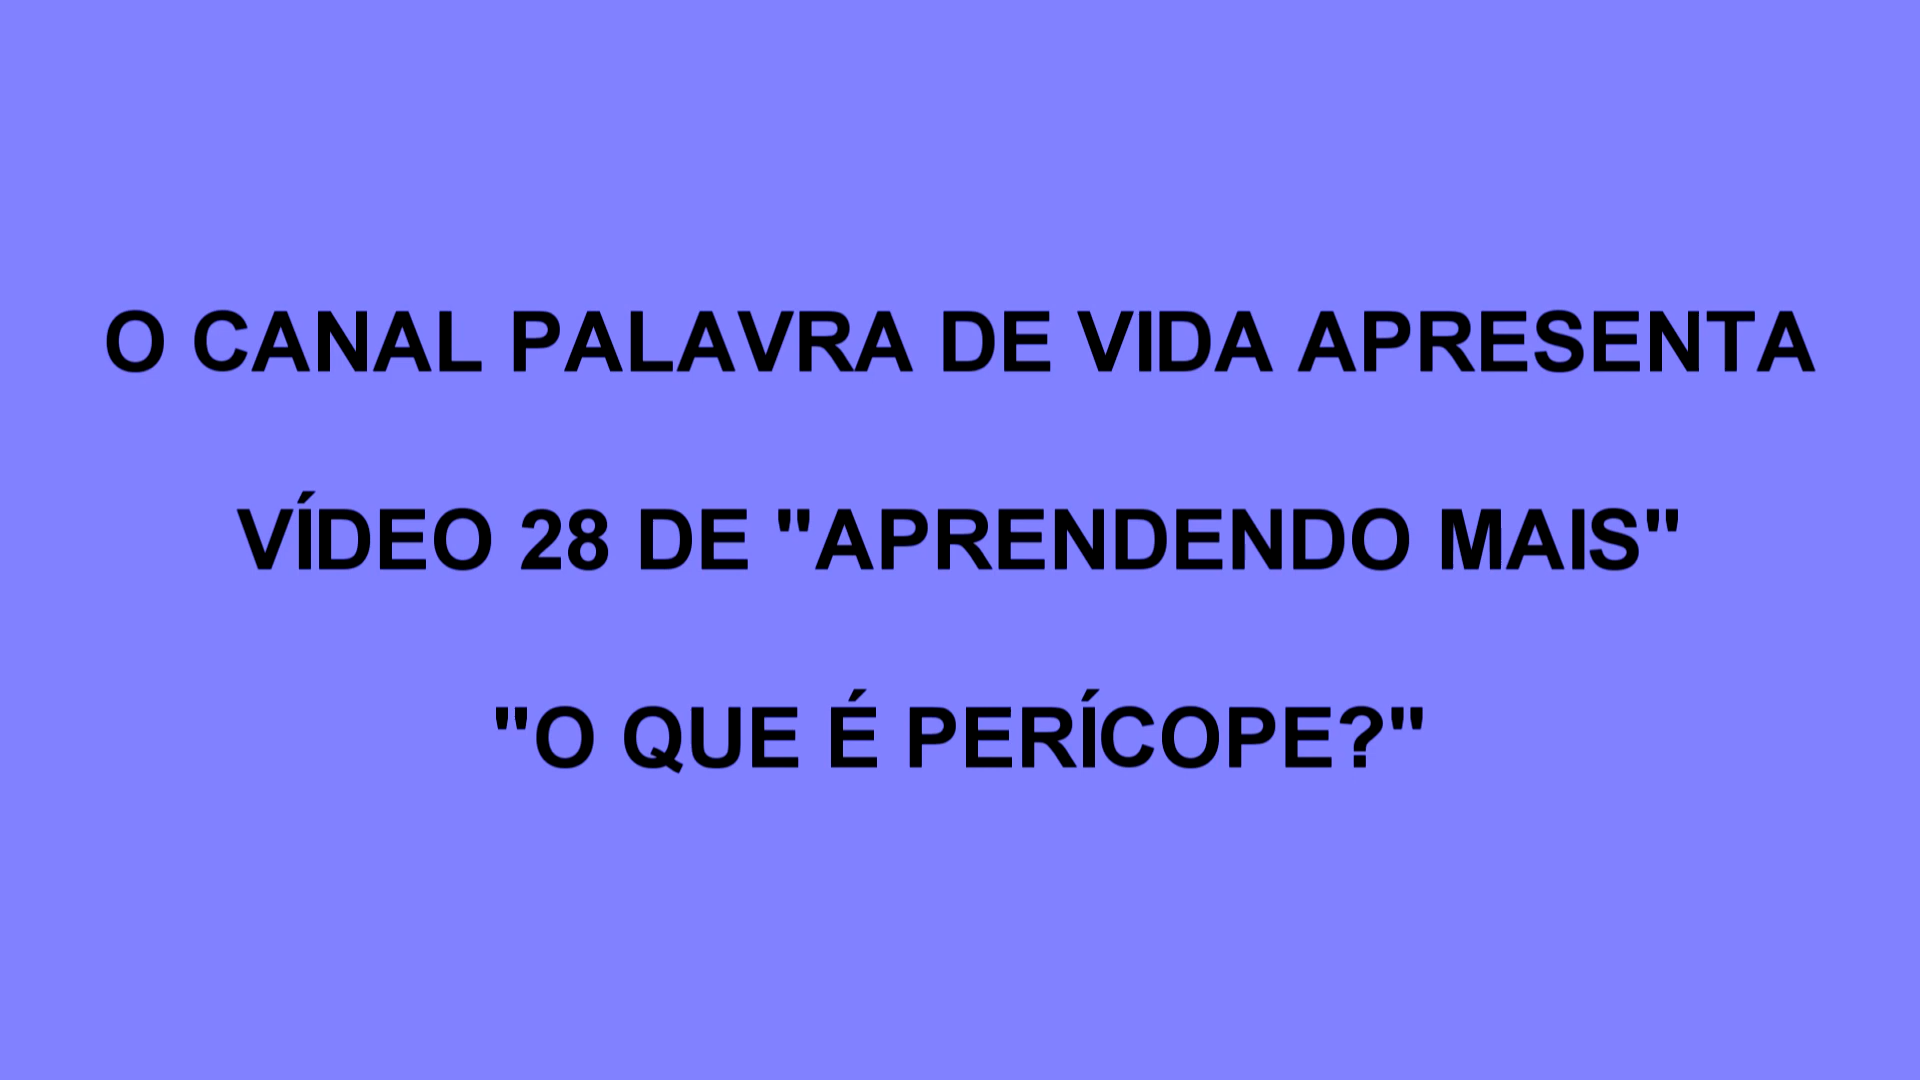 O CANAL PALAVRA DE VIDA APRESENTA
VÍDEO 28 DE "APRENDENDO MAIS"
"O QUE É PERÍCOPE?"